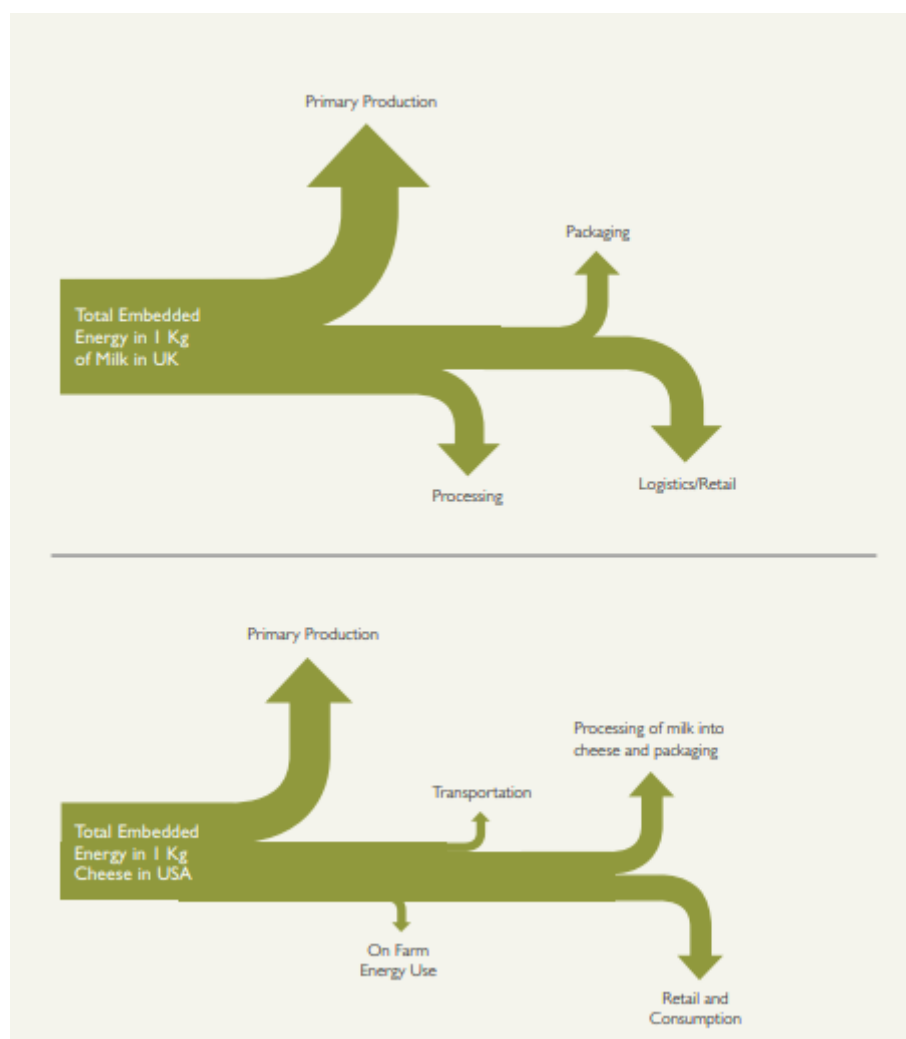 Primary Production
Packaging
Total Embedded
Energy in 1 Kg
of Milk in UK
Logistics/Retail
Processing
Primary Production
Processing of milk into
cheese and packaging
Transportation
Total Embedded
Energy in 1 Kg
Cheese in USA
On Farm
Energy Use
Retail and
Consumption